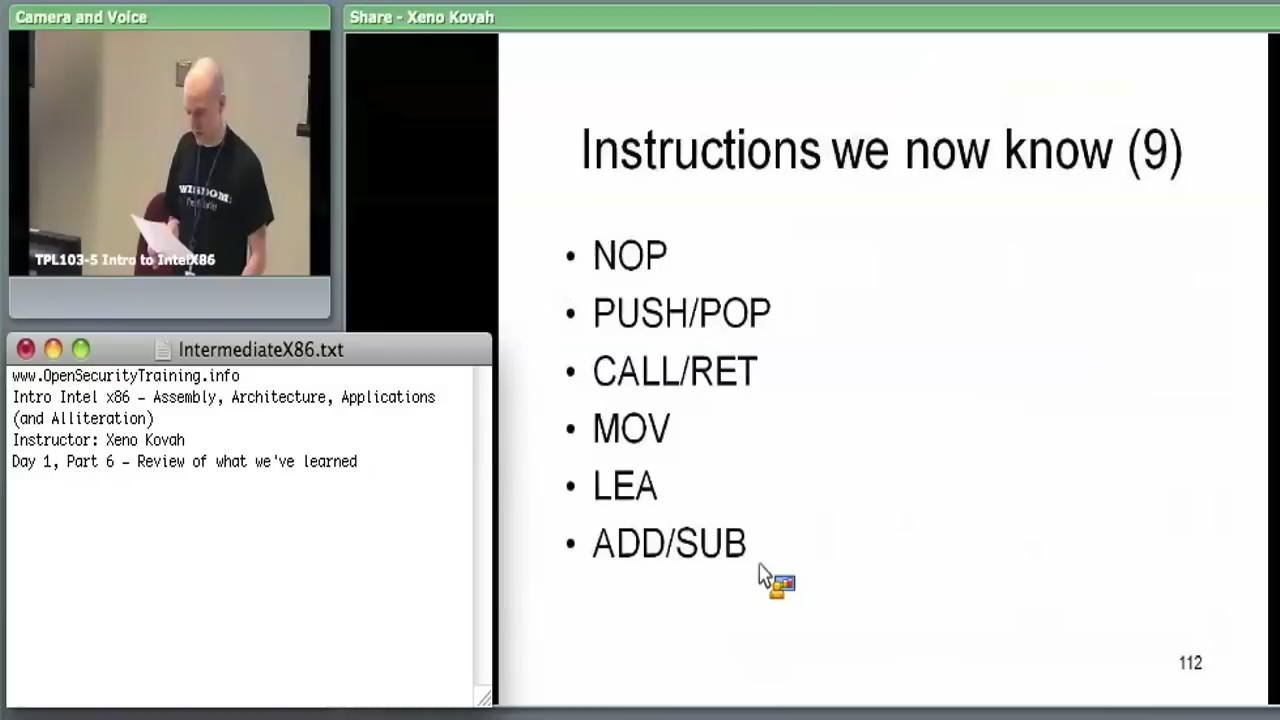 Camera and Voice
WISDOM:
TPL103-5 Intro to IntelX86
Share - Xeno Kovah
Instructions we now know (9)
• NOP
• PUSH/POP
• CALL/RET
• MOV
• LEA
• ADD/SUB
112
IntermediateX86.txt
www.OpenSecurityTraining.info
Intro Intel x86 – Assembly, Architecture, Applications
(and Alliteration)
Instructor: Xeno Kovah
Day 1, Part 6 – Review of what we've learned